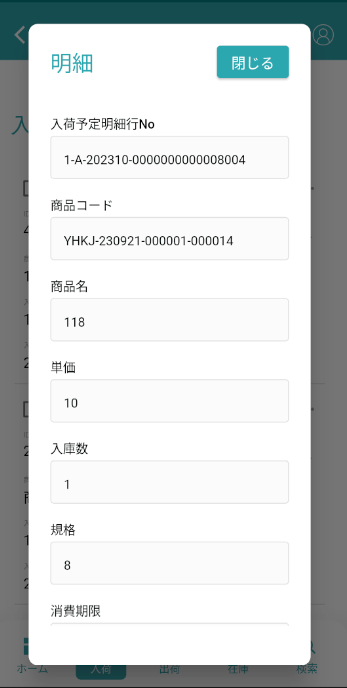 明細
閉じる
入荷予定明細行No
1-A-202310-0000000000008004
商品コード
YHKJ-230921-000001-000014
商品名
118
単価
10
入庫数
1
規格
8
消費期限
ホーム
入荷
出荷
在庫
検索